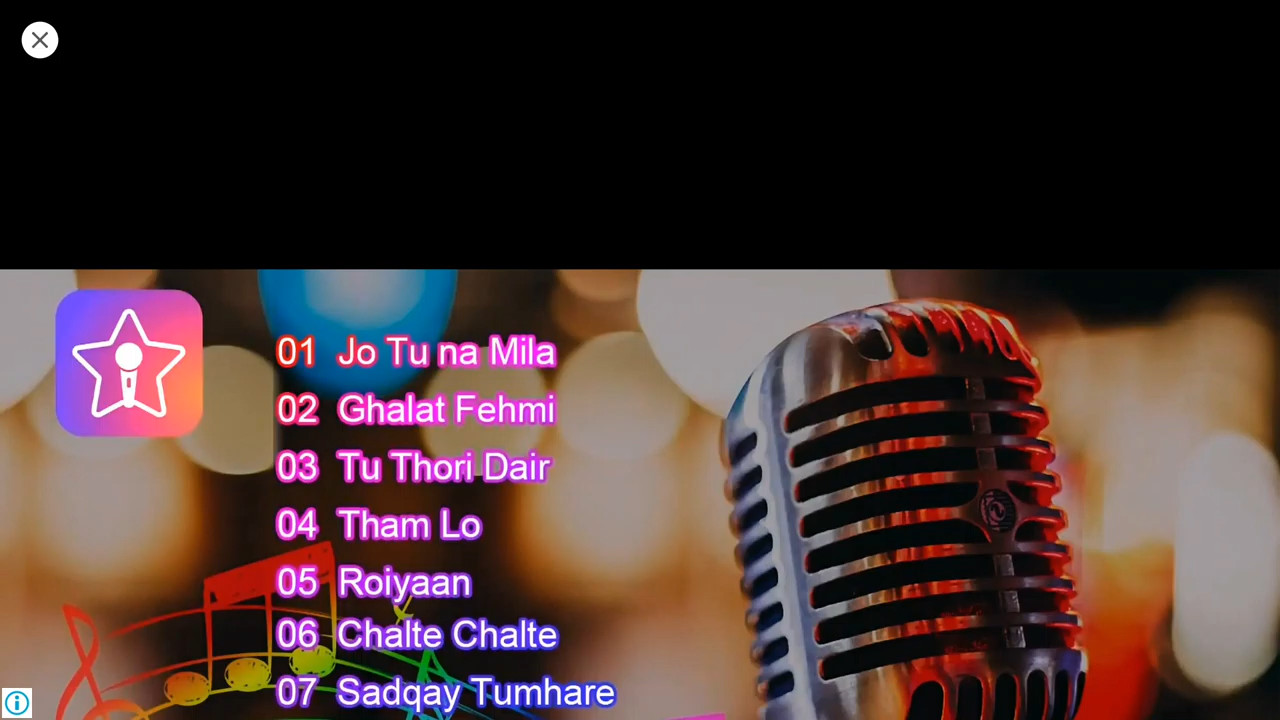 01 Jo Tu na Mila
02 Ghalat Fehmi
03 Tu Thori Dair
04 Tham Lo
05 Roiyaan
06 Chalte Chalte
07 Sadqay Tumhare